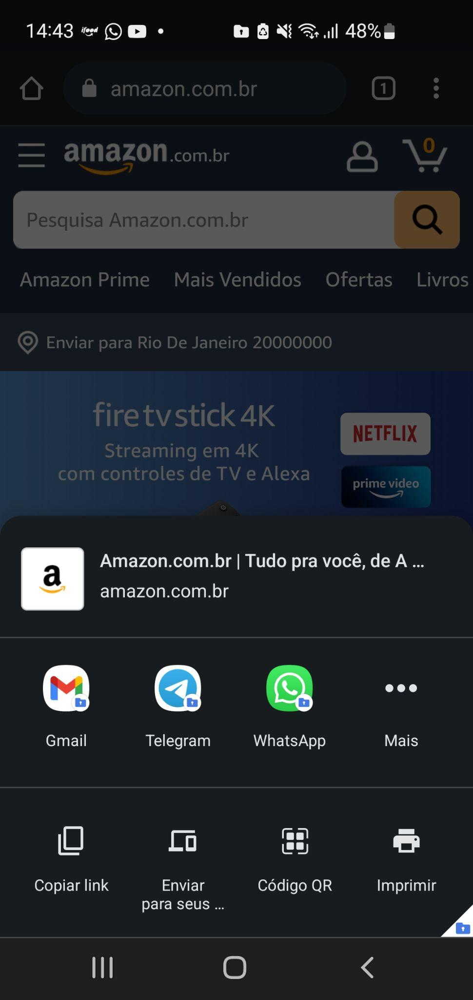 14:43 ifood 48%
amazon.com.br 1
amazon.com.br 0
Pesquisa Amazon.com.br
Amazon Prime Mais Vendidos Ofertas Livros
Enviar para Rio De Janeiro 20000000
fire tv stick 4K
Streaming em 4K
com controles de TV e Alexa
NETFLIX
prime video
a
Amazon.com.br | Tudo pra você, de A ...
amazon.com.br
Gmail Telegram WhatsApp Mais
Copiar link Enviar para seus ... Código QR Imprimir